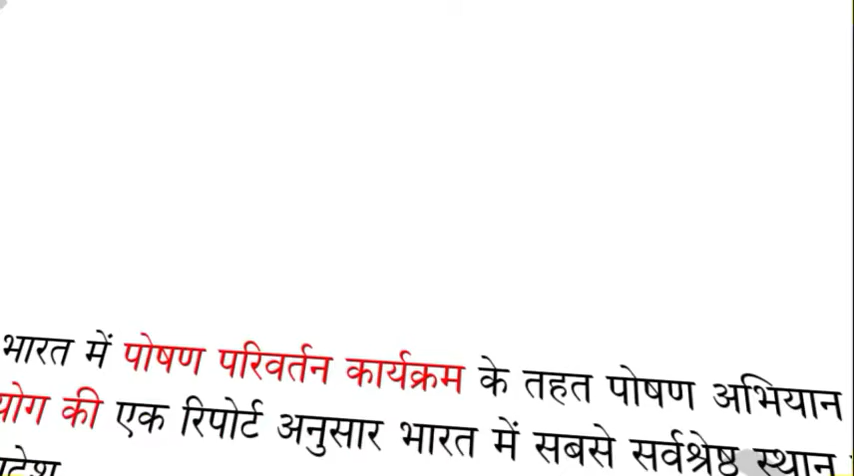 भारत में पोषण परिवर्तन कार्यक्रम के तहत पोषण अभियान
की एक रिपोर्ट अनुसार भारत में सबसे सर्वश्रेष्ठ स्थान